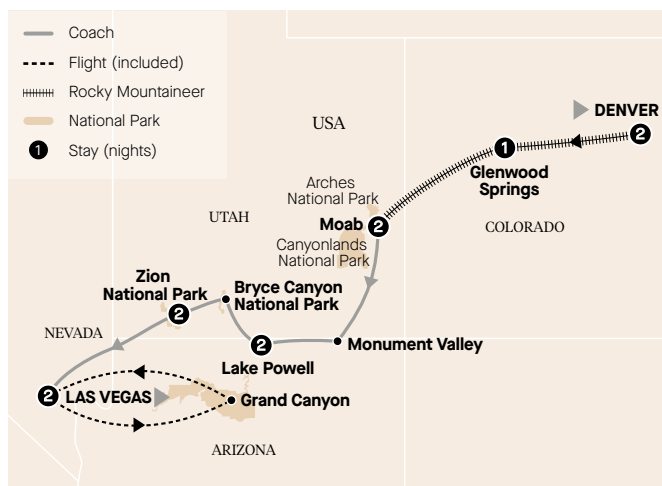 Coach
Flight (included)
Rocky Mountaineer
National Park
1 Stay (nights)
USA
DENVER
2
1
Glenwood
Springs
COLORADO
Arches
National Park
UTAH
Moab 2
Canyonlands
National Park
Zion
National Park
2
Bryce Canyon
National Park
NEVADA
2
Monument Valley
Lake Powell
2 LAS VEGAS
Grand Canyon
ARIZONA